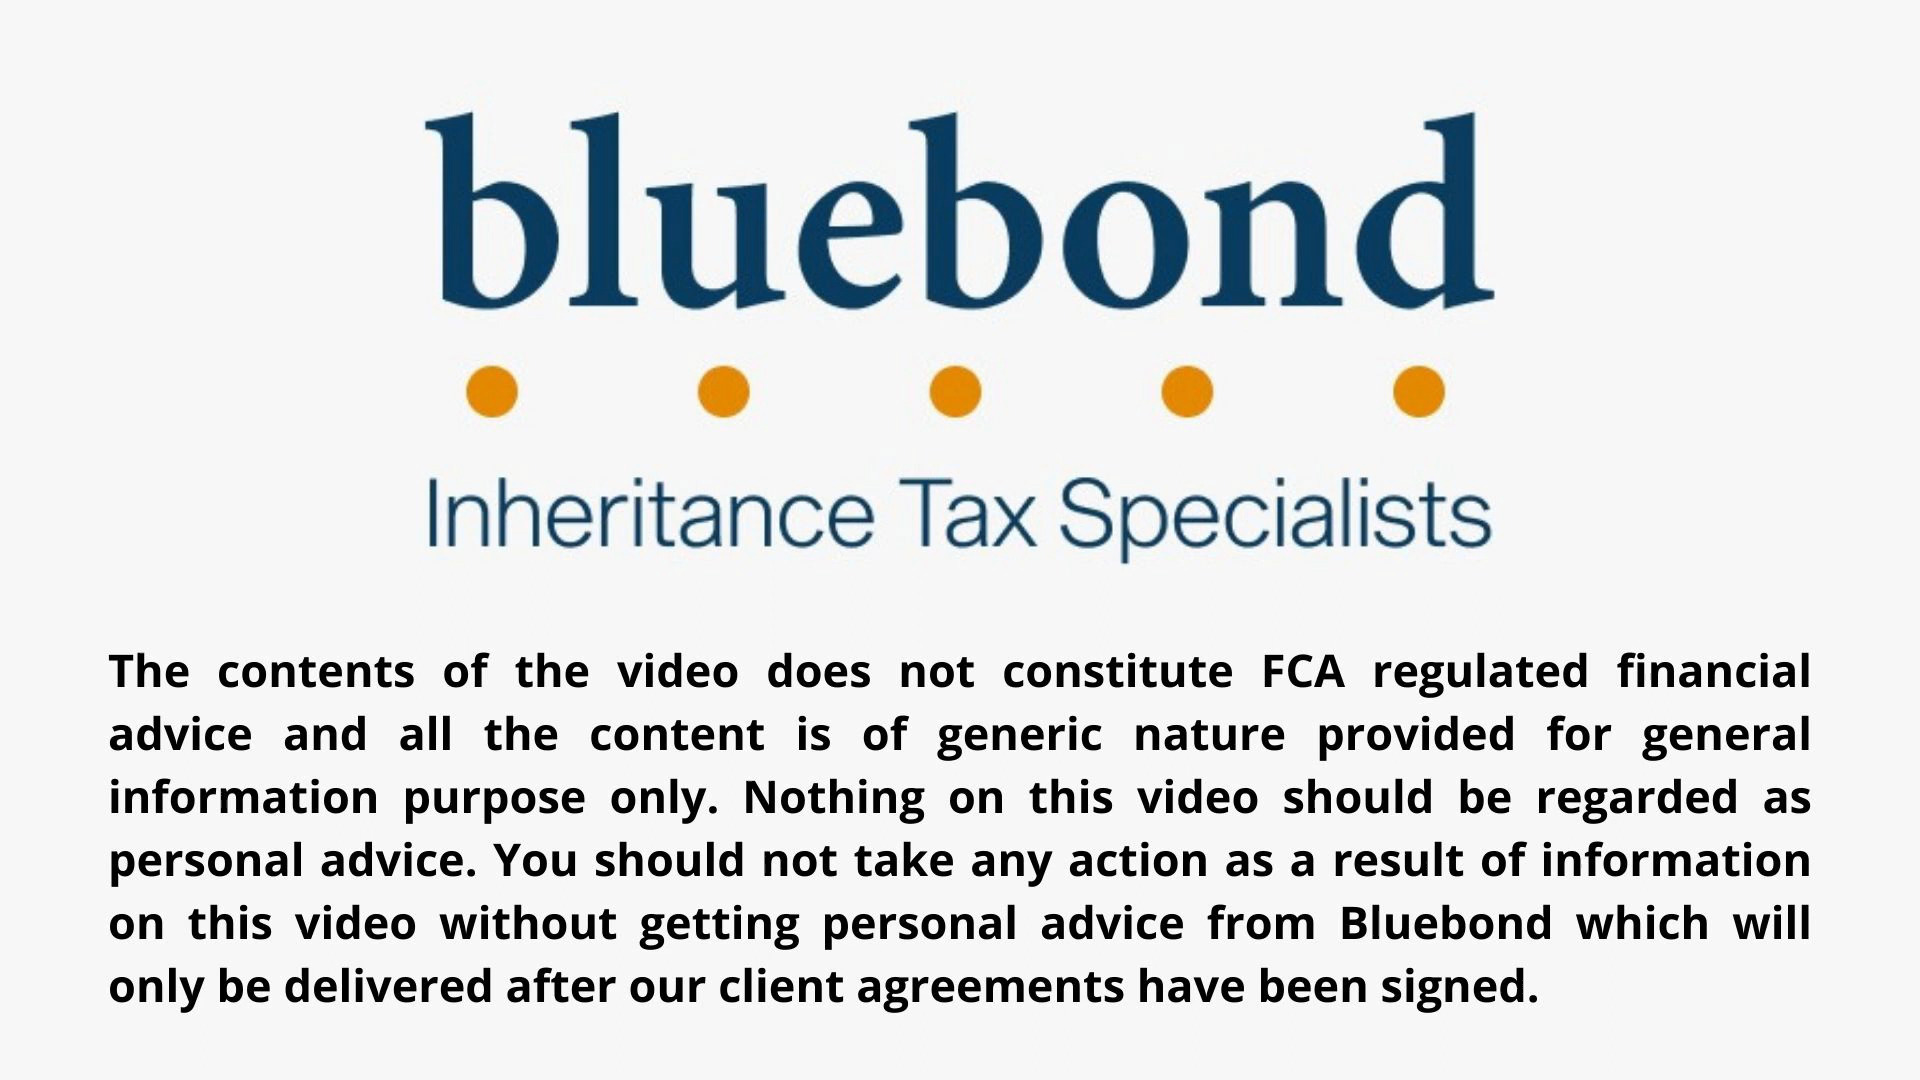 bluebond
Inheritance Tax Specialists
The contents of the video does not constitute FCA regulated financial
advice and all the content is of generic nature provided for general
information purpose only. Nothing on this video should be regarded as
personal advice. You should not take any action as a result of information
on this video without getting personal advice from Bluebond which will
only be delivered after our client agreements have been signed.